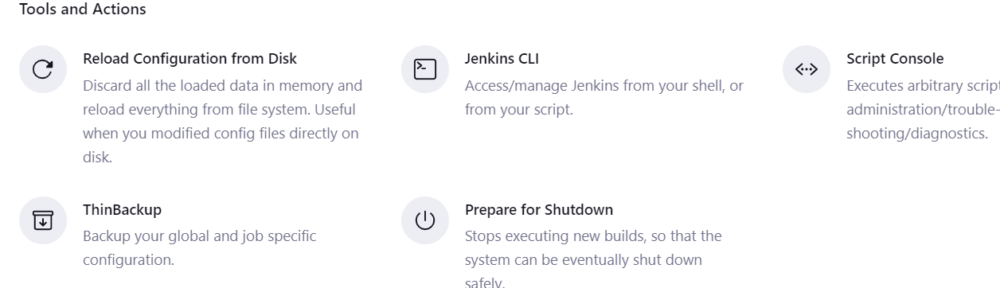 Tools and Actions
Reload Configuration from Disk
Discard all the loaded data in memory and
reload everything from file system. Useful
when you modified config files directly on
disk.
Jenkins CLI
Access/manage Jenkins from your shell, or
from your script.
Script Console
Executes arbitrary script
administration/trouble-
shooting/diagnostics.
ThinBackup
Backup your global and job specific
configuration.
Prepare for Shutdown
Stops executing new builds, so that the
system can be eventually shut down
safely.